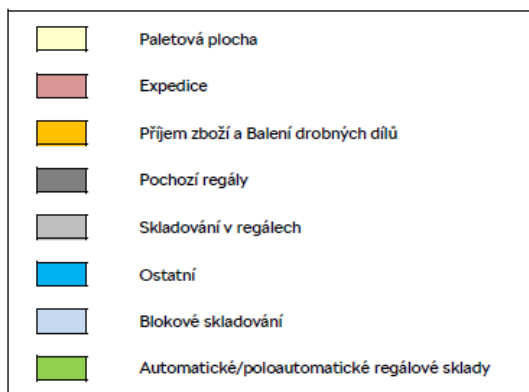 Paletová plocha
Expedice
Příjem zboží a Balení drobných dílů
Pochozí regály
Skladování v regálech
Ostatní
Blokové skladování
Automatické/poloautomatické regálové sklady